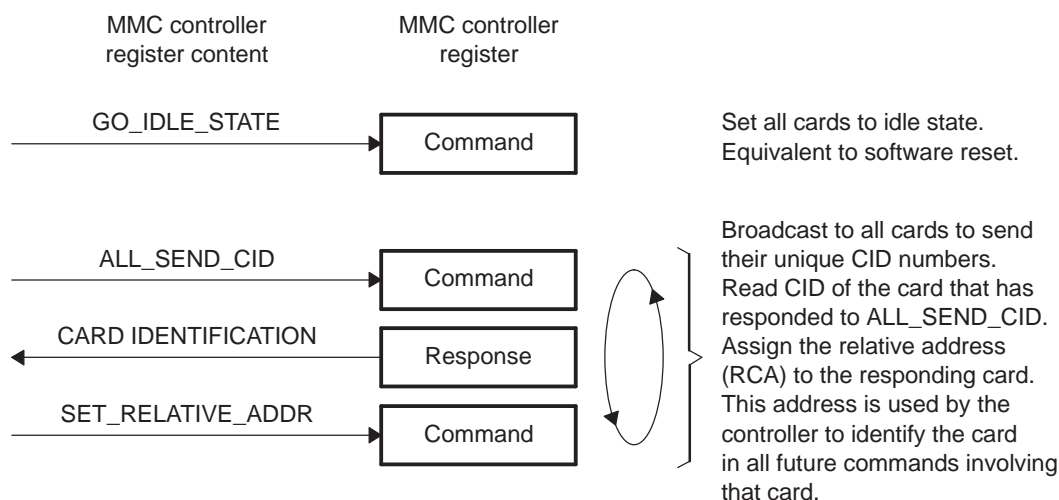 MMC controller
register content
MMC controller
register
GO_IDLE_STATE
Command
Set all cards to idle state.
Equivalent to software reset.
ALL_SEND_CID
Command
CARD IDENTIFICATION
Response
SET_RELATIVE_ADDR
Command
Broadcast to all cards to send
their unique CID numbers.
Read CID of the card that has
responded to ALL_SEND_CID.
Assign the relative address
(RCA) to the responding card.
This address is used by the
controller to identify the card
in all future commands involving
that card.